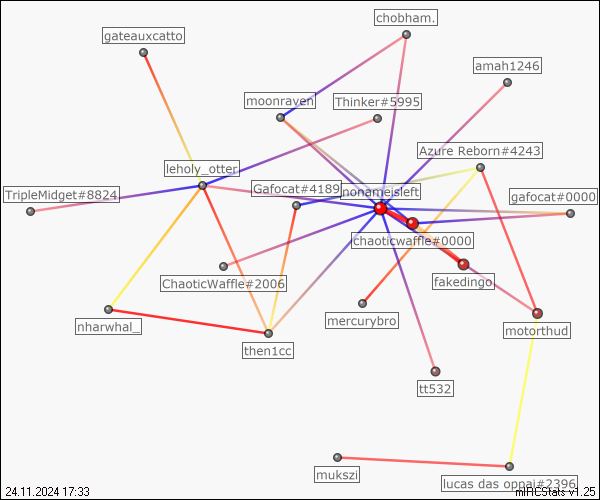 chobham.
gateauxcatto
amah1246
moonraven
Thinker#5995
Azure Reborn#4243
leholy_otter
Gafocat#4189
nonameisleft
TripleMidget#8824
gafocat#0000
chaoticwaffle#0000
ChaoticWaffle#2006
fakedingo
nharwhal_
mercurybro
motorthud
then1cc
tt532
mukszi
lucas das oppai#2396
24.11.2024 17:33
mIRCStats v1.25